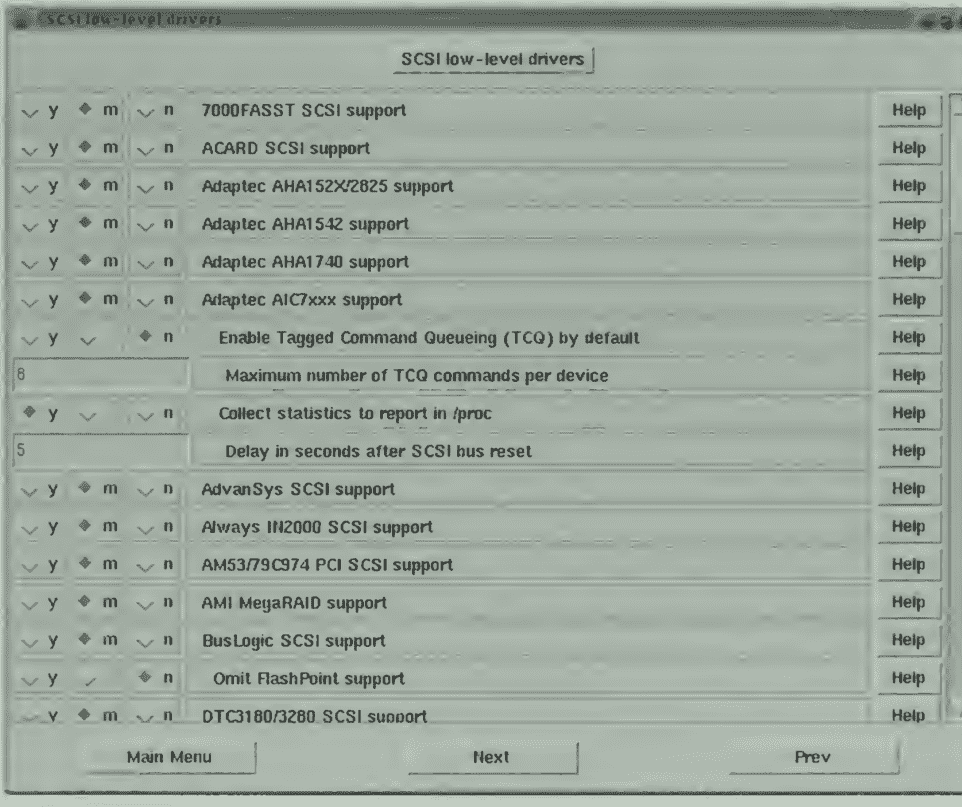 SCSI low-level drivers
SCSI low-level drivers
y m n 7000FASST SCSI support Help
y m n ACARD SCSI support Help
y m n Adaptec AHA152X/2825 support Help
y m n Adaptec AHA1542 support Help
y m n Adaptec AHA1740 support Help
y m n Adaptec AIC7xxx support Help
y n Enable Tagged Command Queueing (TCQ) by default Help
8 Maximum number of TCQ commands per device Help
y n Collect statistics to report in /proc Help
5 Delay in seconds after SCSI bus reset Help
y m n AdvanSys SCSI support Help
y m n Always IN2000 SCSI support Help
y m n AM53/79C974 PCI SCSI support Help
y m n AMI MegaRAID support Help
y m n BusLogic SCSI support Help
y n Omit FlashPoint support Help
y m n DTC3180/3280 SCSI support Help
Main Menu Next Prev